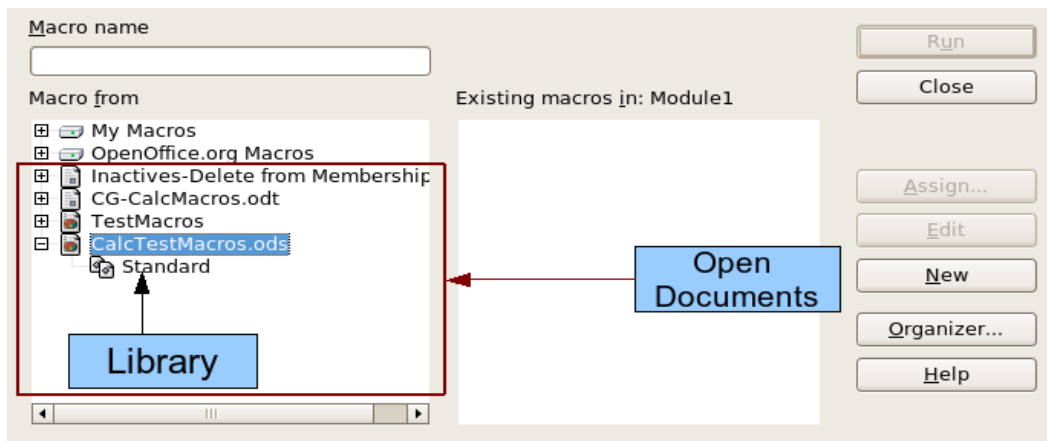 Macro name
Run
Close
Macro from
Existing macros in: Module1
My Macros
OpenOffice.org Macros
Inactives-Delete from Membership
CG-CalcMacros.odt
TestMacros
CalcTestMacros.ods
Standard
Assign...
Edit
New
Organizer...
Help
Open
Documents
Library